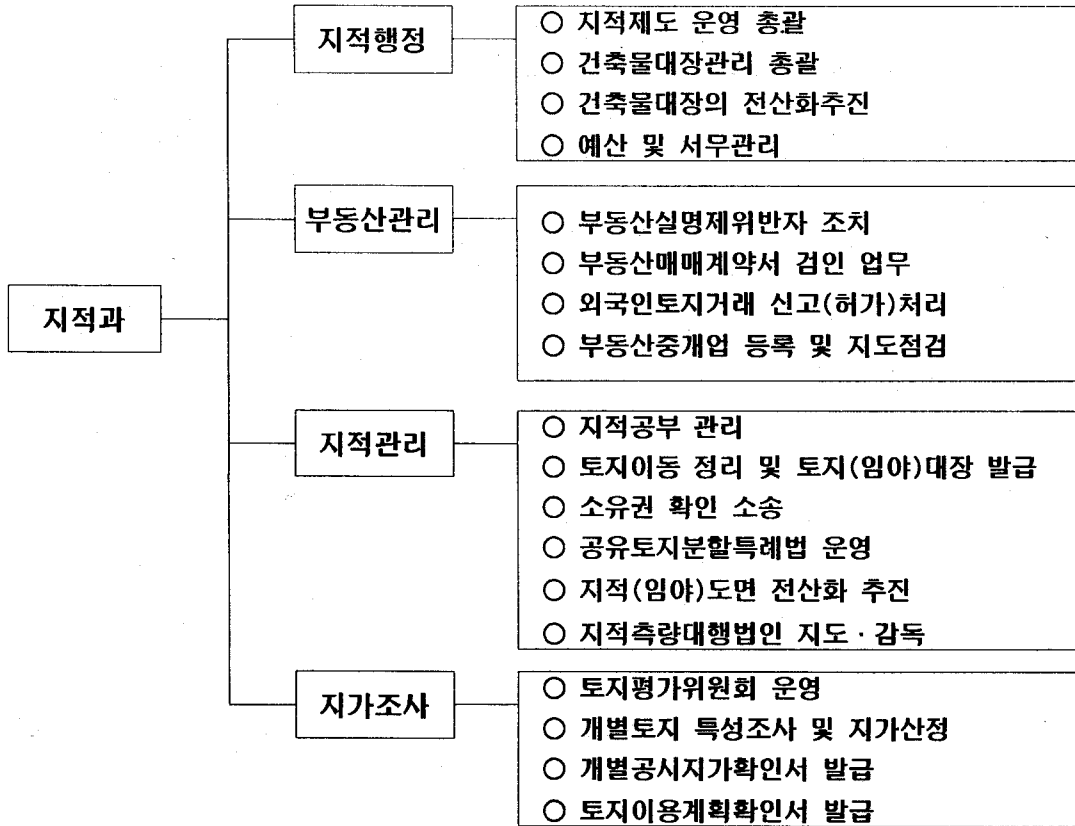 지적과
지적행정
○ 지적제도 운영 총괄
○ 건축물대장관리 총괄
○ 건축물대장의 전산화추진
○ 예산 및 서무관리
부동산관리
○ 부동산실명제위반자 조치
○ 부동산매매계약서 검인 업무
○ 외국인토지거래 신고(허가)처리
○ 부동산중개업 등록 및 지도점검
지적관리
○ 지적공부 관리
○ 토지이동 정리 및 토지(임야)대장 발급
○ 소유권 확인 소송
○ 공유토지분할특례법 운영
○ 지적(임야)도면 전산화 추진
○ 지적측량대행법인 지도·감독
지가조사
○ 토지평가위원회 운영
○ 개별토지 특성조사 및 지가산정
○ 개별공시지가확인서 발급
○ 토지이용계획확인서 발급